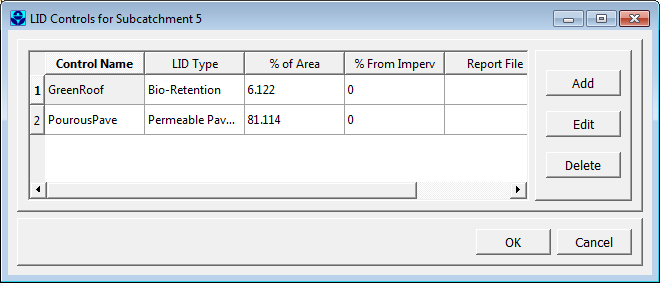 LID Controls for Subcatchment 5
Control Name LID Type % of Area % From Imperv Report File
1 GreenRoof Bio-Retention 6.122 0
2 PourousPave Permeable Pav... 81.114 0
Add
Edit
Delete
OK Cancel